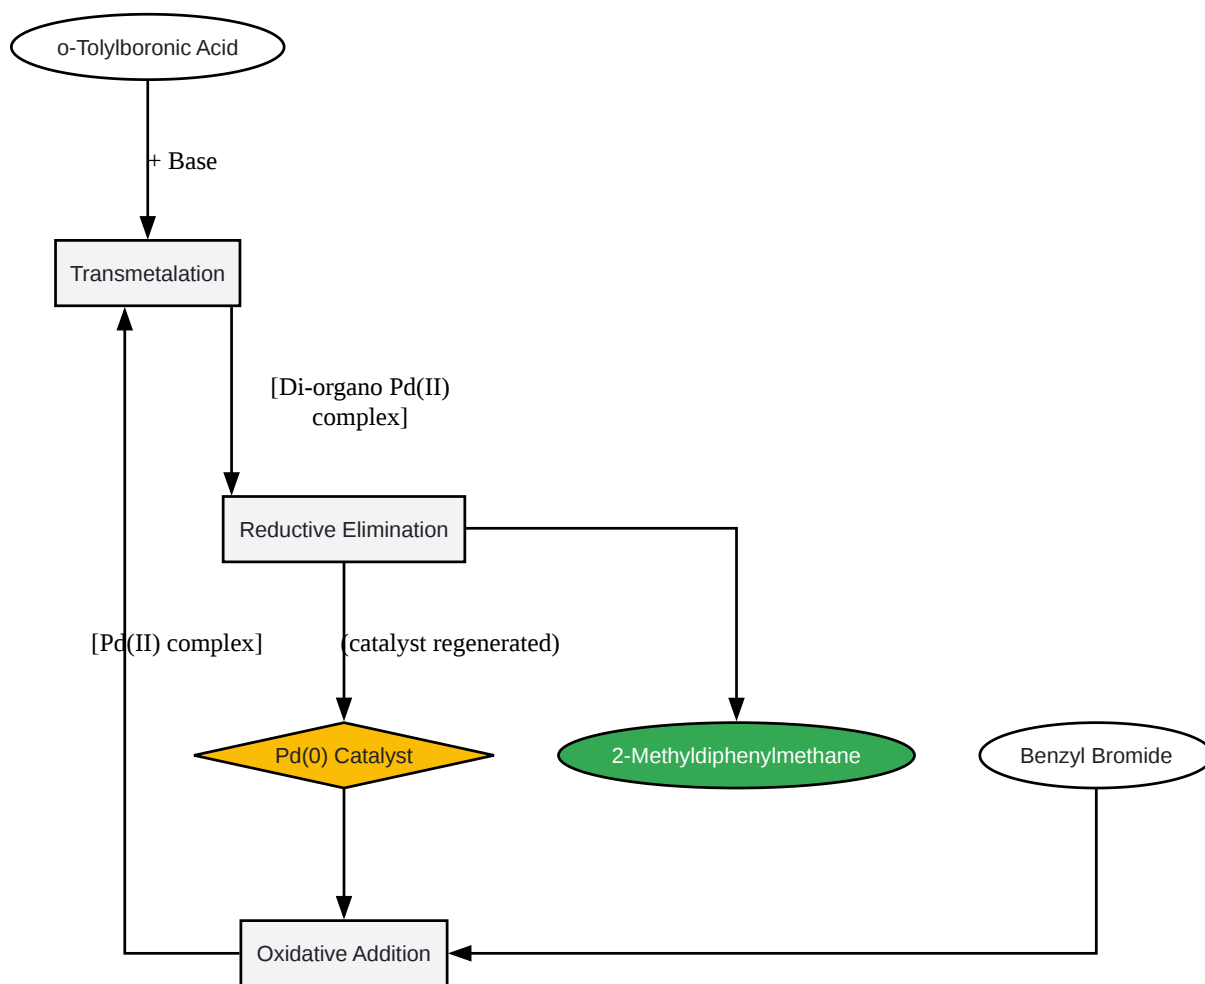 o-Tolylboronic Acid
+ Base
Transmetalation
[Di-organo Pd(II)
complex]
Reductive Elimination
[Pd(II) complex]
(catalyst regenerated)
Pd(0) Catalyst
2-Methyldiphenylmethane
Benzyl Bromide
Oxidative Addition